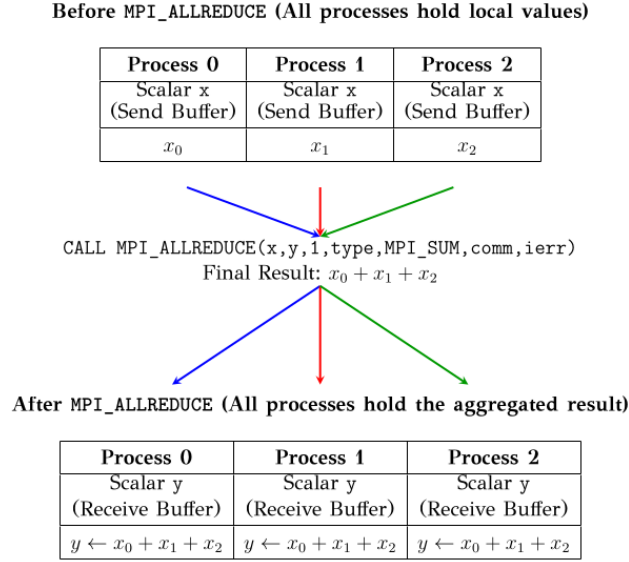 Before MPI_ALLREDUCE (All processes hold local values)
Process 0 Process 1 Process 2
Scalar x Scalar x Scalar x
(Send Buffer) (Send Buffer) (Send Buffer)
x₀ x₁ x₂
CALL MPI_ALLREDUCE(x,y,1,type,MPI_SUM,comm,ierr)
Final Result: x₀ + x₁ + x₂
After MPI_ALLREDUCE (All processes hold the aggregated result)
Process 0 Process 1 Process 2
Scalar y Scalar y Scalar y
(Receive Buffer) (Receive Buffer) (Receive Buffer)
y ← x₀ + x₁ + x₂ y ← x₀ + x₁ + x₂ y ← x₀ + x₁ + x₂